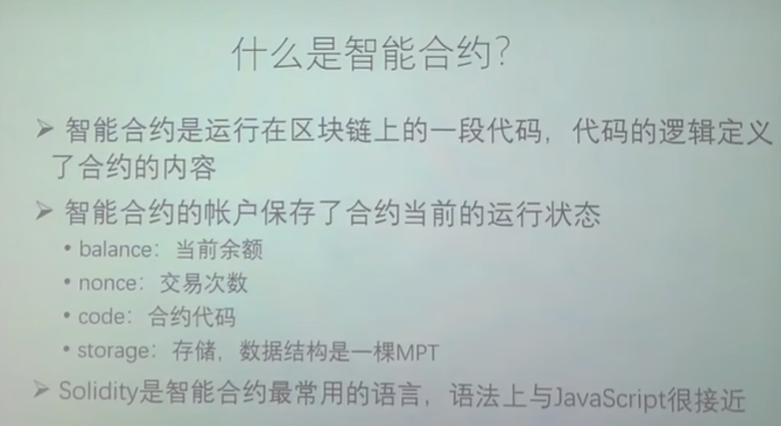 什么是智能合约?
➢ 智能合约是运行在区块链上的一段代码，代码的逻辑定义
了合约的内容
➢ 智能合约的帐户保存了合约当前的运行状态
• balance：当前余额
• nonce：交易次数
• code：合约代码
• storage：存储，数据结构是一棵MPT
➢ Solidity是智能合约最常用的语言，语法上与JavaScript很接近